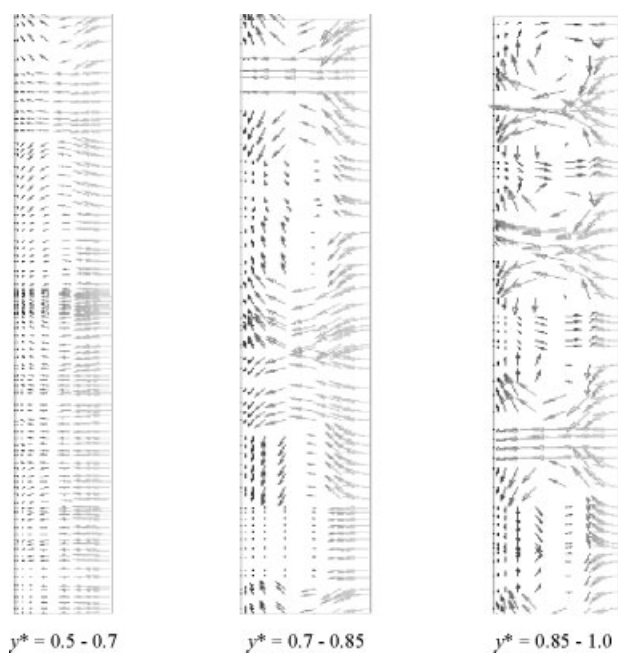 y* = 0.5 - 0.7
y* = 0.7 - 0.85
y* = 0.85 - 1.0